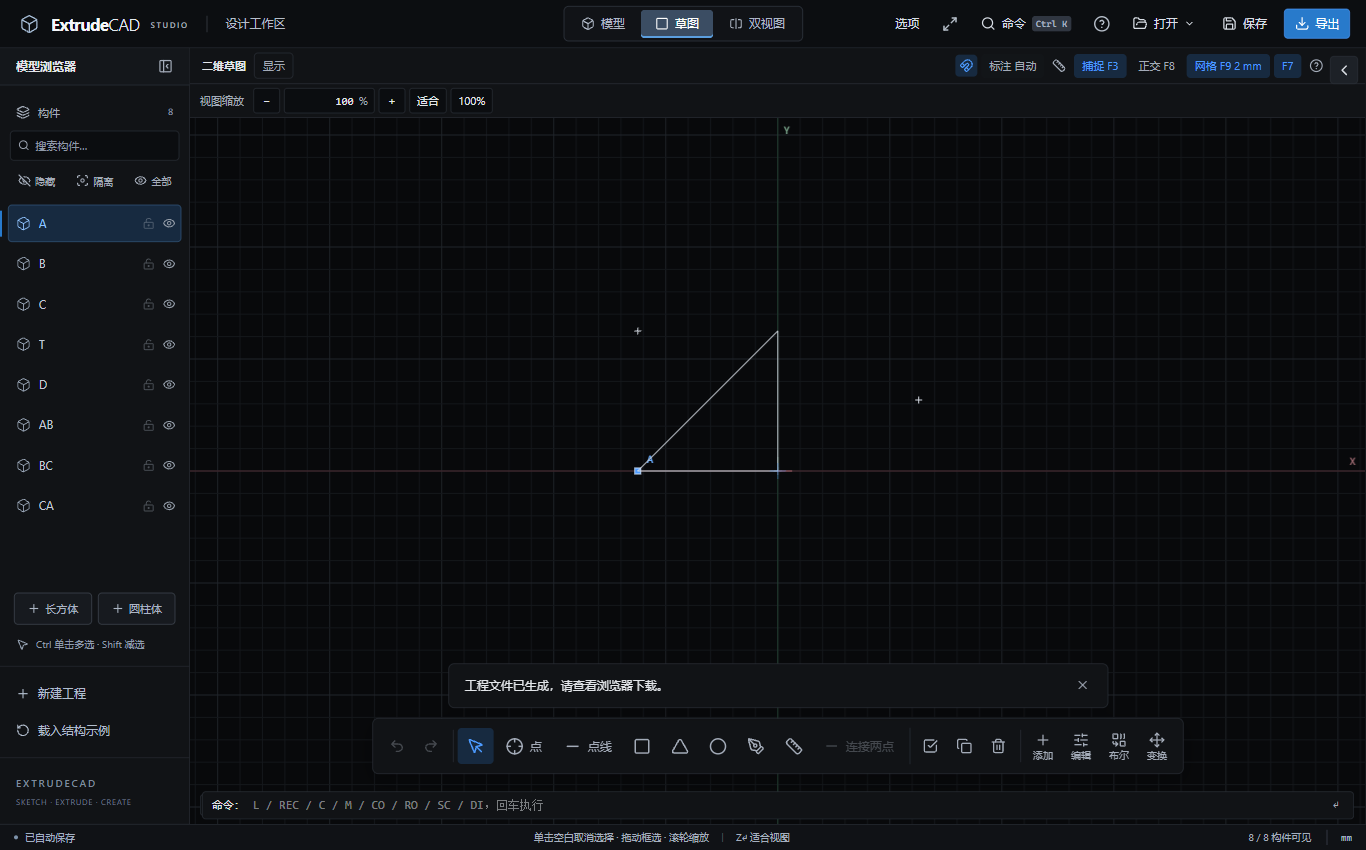 ExtrudeCAD STUDIO 设计工作区 模型 草图 双视图 选项 命令 Ctrl K 打开 保存 导出
模型浏览器 二维草图 显示 标注 自动 捕捉 F3 正交 F8 网格 F9 2 mm F7
视图缩放 − 100 % + 适合 100%
构件 8
搜索构件...
隐藏 隔离 全部
A
B
C
T
D
AB
BC
CA
Y
A
X
+ 长方体 + 圆柱体
Ctrl 单击多选 · Shift 减选
+ 新建工程
载入结构示例
EXTRUDECAD
SKETCH · EXTRUDE · CREATE
工程文件已生成，请查看浏览器下载。
点 点线 连接两点 添加 编辑 布尔 变换
命令: L / REC / C / M / CO / RO / SC / DI，回车执行
已自动保存 单击空白取消选择 · 拖动框选 · 滚轮缩放 Z↵ 适合视图 8 / 8 构件可见 mm